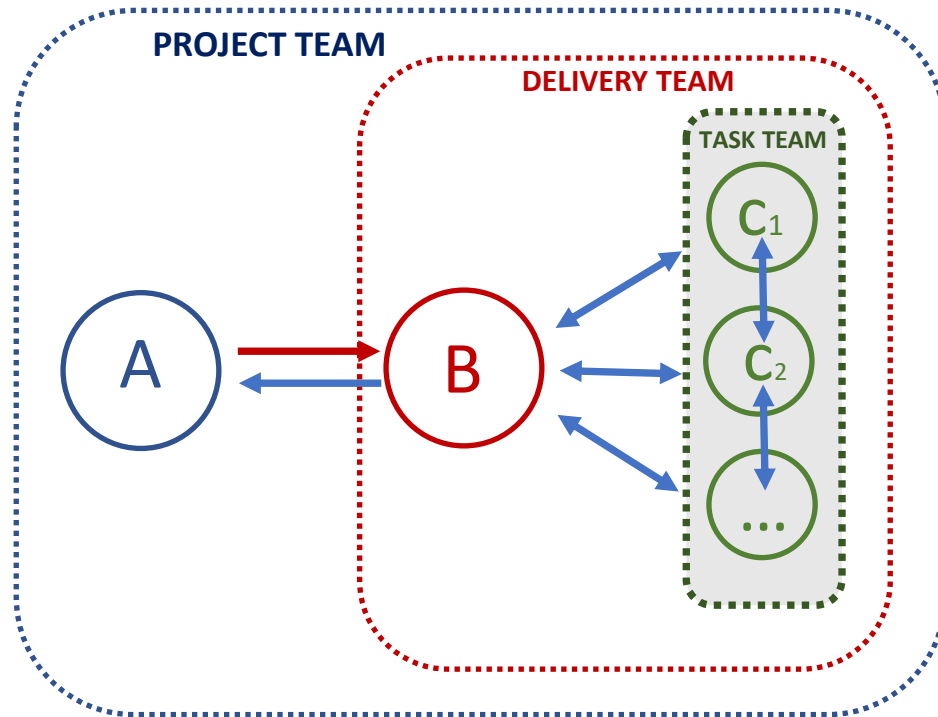 PROJECT TEAM
DELIVERY TEAM
TASK TEAM
C1
A
B
C2
...